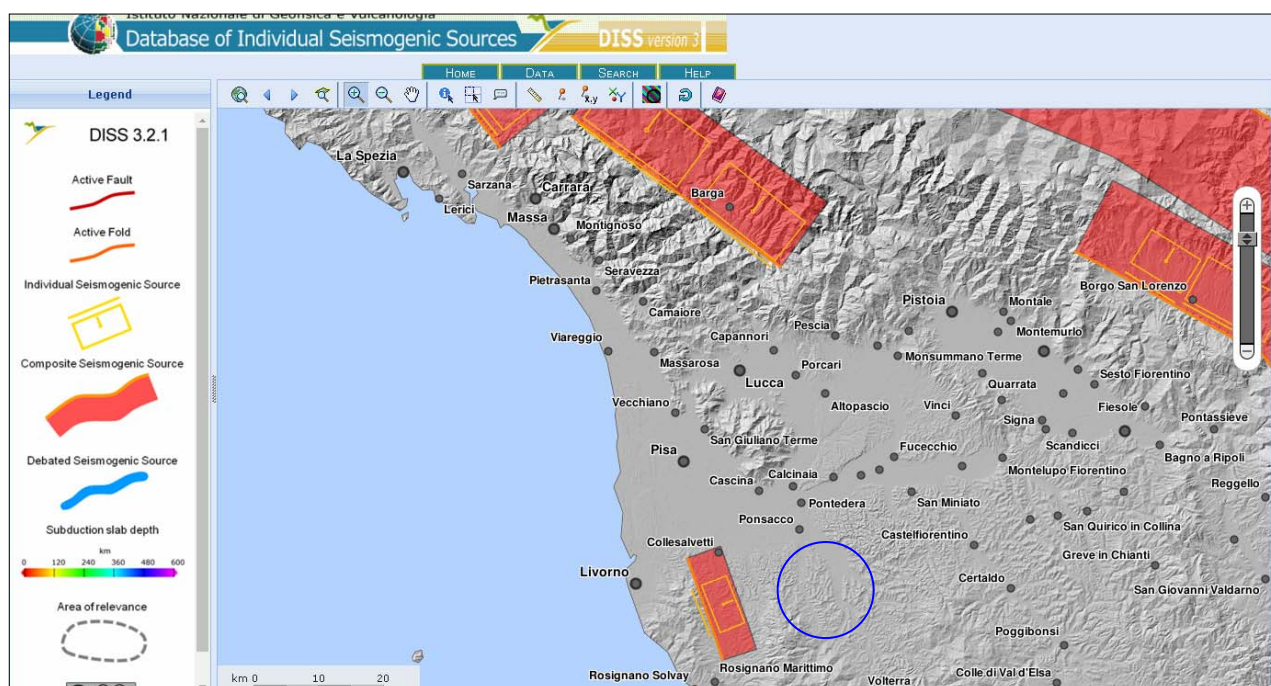 Istituto Nazionale di Geofisica e Vulcanologia
Database of Individual Seismogenic Sources
DISS version 3
HOME DATA SEARCH HELP
Legend
x,y
DISS 3.2.1
Active Fault
Active Fold
Individual Seismogenic Source
Composite Seismogenic Source
Debated Seismogenic Source
Subduction slab depth
km
0 120 240 360 480 600
Area of relevance
La Spezia
Sarzana
Carrara
Lerici
Massa
Montignoso
Barga
Seravezza
Pietrasanta
Camaiore
Viareggio
Massarosa
Capannori
Pescia
Pistoia
Montale
Borgo San Lorenzo
Montemurlo
Monsummano Terme
Porcari
Lucca
Quarrata
Sesto Fiorentino
Vecchiano
Altopascio
Vinci
Signa
Fiesole
Pontassieve
San Giuliano Terme
Pisa
Fucecchio
Scandicci
Bagno a Ripoli
Cascina
Calcinaia
Montelupo Fiorentino
Reggello
Pontedera
San Miniato
Ponsacco
San Quirico in Collina
Collesalvetti
Castelfiorentino
Greve in Chianti
Livorno
Certaldo
San Giovanni Valdarno
Poggibonsi
Rosignano Solvay
Rosignano Marittimo
Volterra
Colle di Val d'Elsa
km 0 10 20